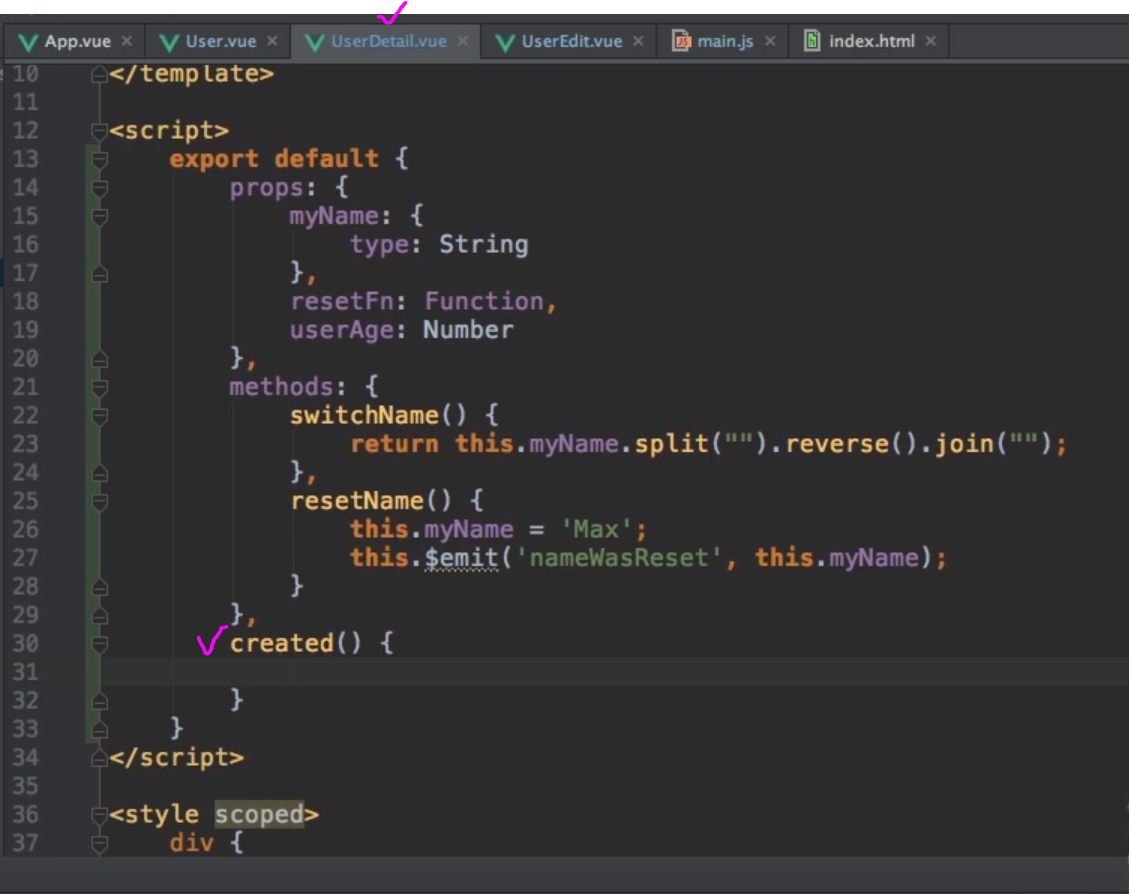 App.vue × User.vue × UserDetail.vue × UserEdit.vue × main.js × index.html ×
10 </template>
11
12 <script>
13 export default {
14 props: {
15 myName: {
16 type: String
17 },
18 resetFn: Function,
19 userAge: Number
20 },
21 methods: {
22 switchName() {
23 return this.myName.split("").reverse().join("");
24 },
25 resetName() {
26 this.myName = 'Max';
27 this.$emit('nameWasReset', this.myName);
28 }
29 },
30 created() {
31
32 }
33 }
34 </script>
35
36 <style scoped>
37 div {